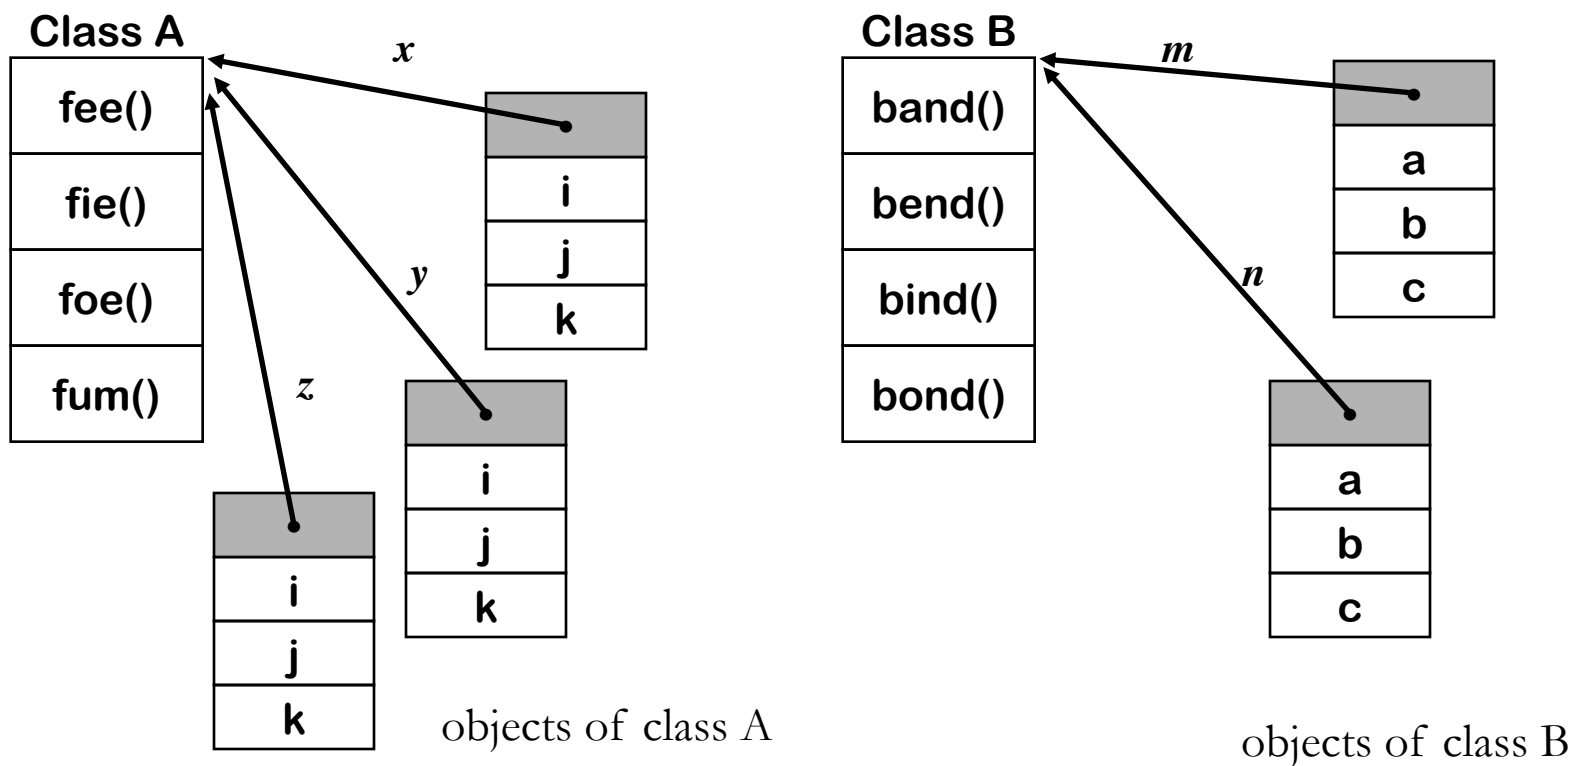 Class A
fee()
fie()
foe()
fum()
x
y
z
i
j
k
i
j
k
i
j
k
objects of class A
Class B
band()
bend()
bind()
bond()
m
n
a
b
c
a
b
c
objects of class B